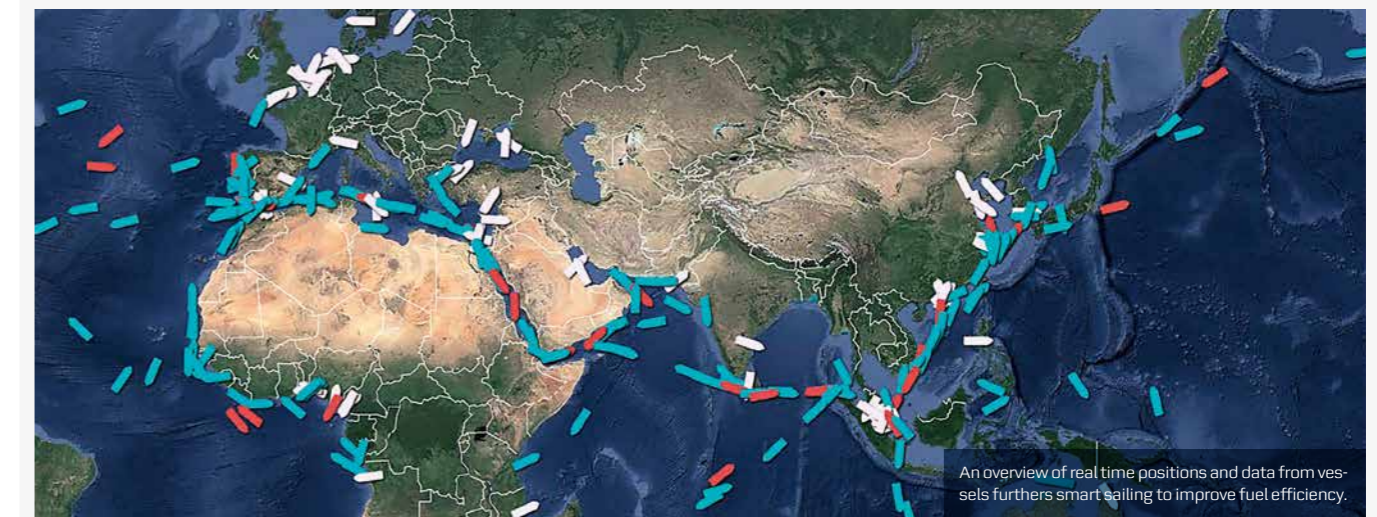 An overview of real time positions and data from ves-
sels furthers smart sailing to improve fuel efficiency.